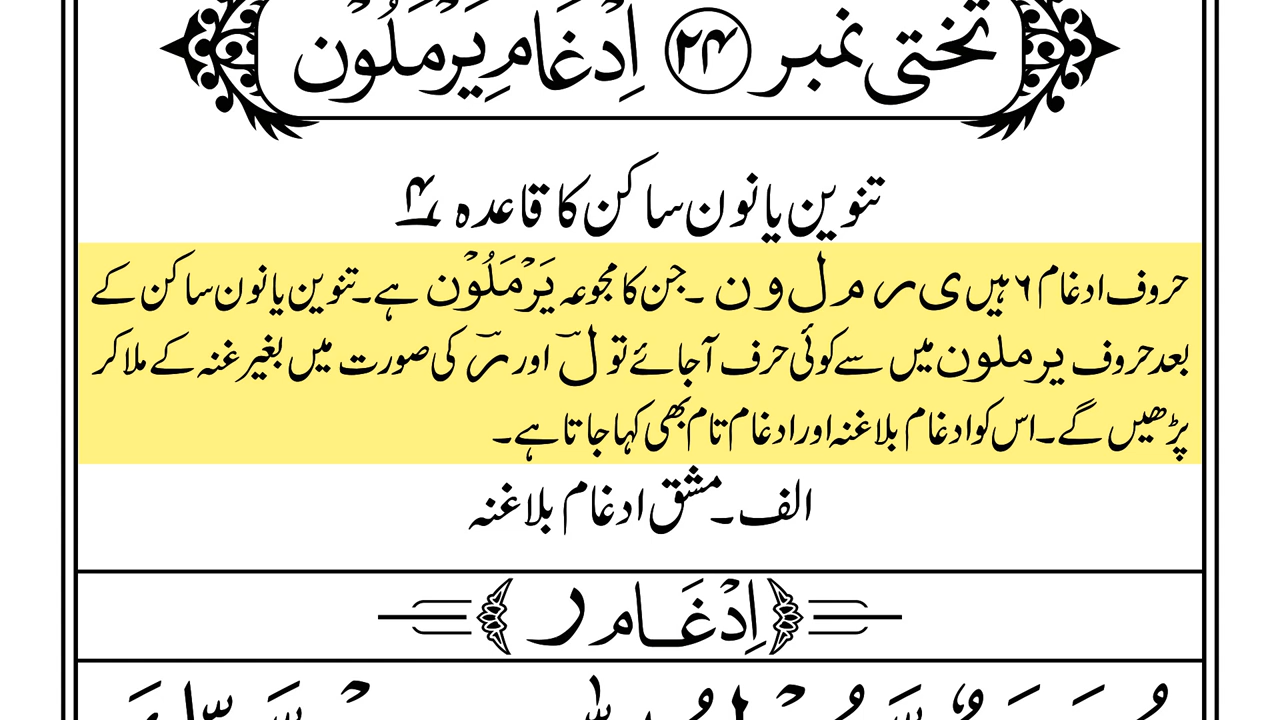 تختی نمبر ۲۴ اِدْغَامِ یَرْمَلُوْن
تنوین یا نون ساکن کا قاعدہ ۴
حروف ادغام ۶ ہیں ی ر م ل و ن ۔ جن کا مجموعہ یَرْمَلُوْن ہے۔ تنوین یا نون ساکن کے
بعد حروف یرملون میں سے کوئی حرف آجائے تو ل اور ر کی صورت میں بغیر غنہ کے ملا کر
پڑھیں گے۔ اس کو ادغام بلا غنہ اور ادغام تام بھی کہا جاتا ہے۔
الف۔ مشق ادغام بلا غنہ
اِدْغَام ر